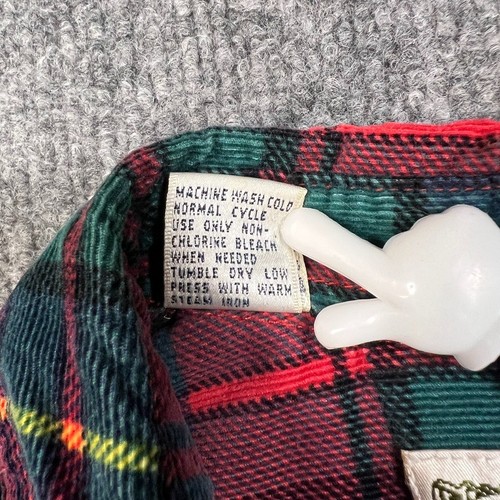 MACHINE WASH COLD
NORMAL CYCLE
USE ONLY NON-
CHLORINE BLEACH
WHEN NEEDED
TUMBLE DRY LOW
PRESS WITH WARM
STEAM IRON